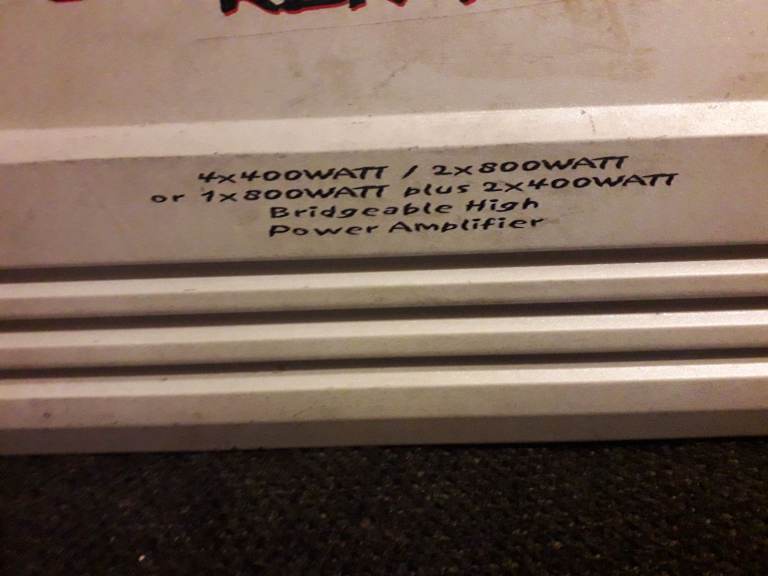 4x400WATT / 2x800WATT
or 1x800WATT plus 2x400WATT
Bridgeable High
Power Amplifier